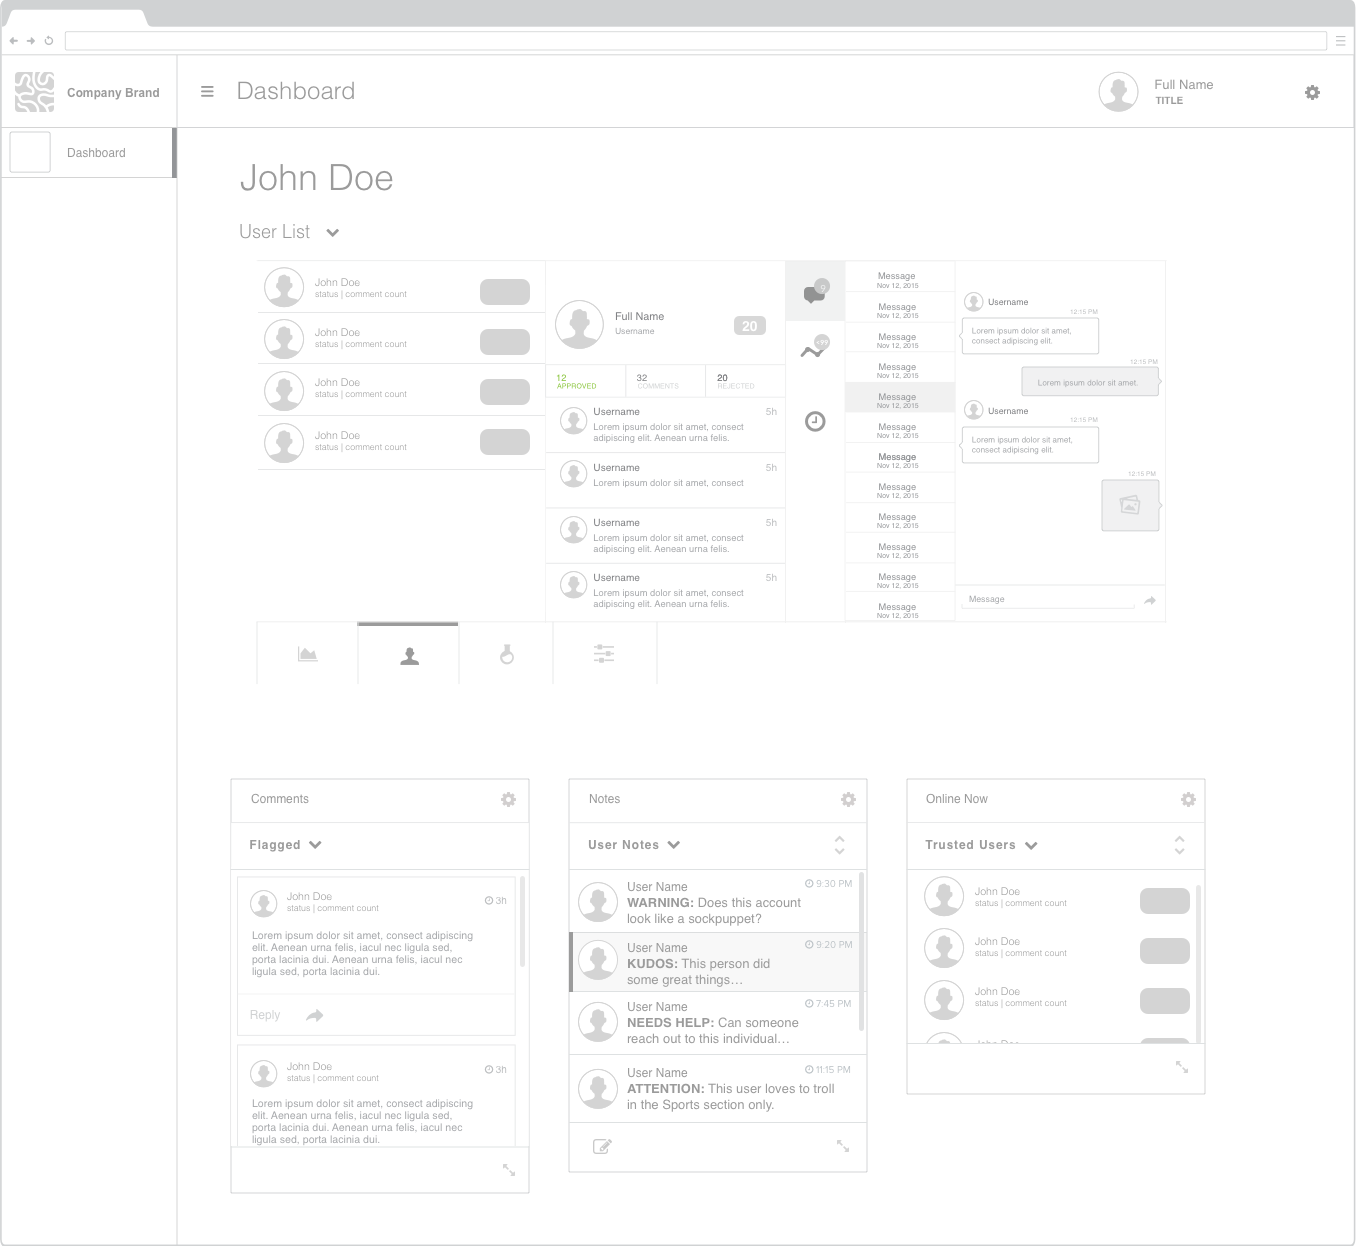 Company Brand
Dashboard
Full Name
TITLE
Dashboard
John Doe
User List
John Doe
status | comment count
John Doe
status | comment count
John Doe
status | comment count
John Doe
status | comment count
Full Name
Username
20
12
APPROVED
32
COMMENTS
20
REJECTED
Username 5h
Lorem ipsum dolor sit amet, consect
adipiscing elit. Aenean urna felis.
Username 5h
Lorem ipsum dolor sit amet, consect
Username 5h
Lorem ipsum dolor sit amet, consect
adipiscing elit. Aenean urna felis.
Username 5h
Lorem ipsum dolor sit amet, consect
adipiscing elit. Aenean urna felis.
9
+99
Message
Nov 12, 2015
Message
Nov 12, 2015
Message
Nov 12, 2015
Message
Nov 12, 2015
Message
Nov 12, 2015
Message
Nov 12, 2015
Message
Nov 12, 2015
Message
Nov 12, 2015
Message
Nov 12, 2015
Message
Nov 12, 2015
Message
Nov 12, 2015
Message
Nov 12, 2015
Username
12:15 PM
Lorem ipsum dolor sit amet,
consect adipiscing elit.
12:15 PM
Lorem ipsum dolor sit amet.
Username
12:15 PM
Lorem ipsum dolor sit amet,
consect adipiscing elit.
12:15 PM
Message
Comments
Flagged
John Doe
status | comment count
3h
Lorem ipsum dolor sit amet, consect adipiscing
elit. Aenean urna felis, iacul nec ligula sed,
porta lacinia dui. Aenean urna felis, iacul nec
ligula sed, porta lacinia dui.
Reply
John Doe
status | comment count
3h
Lorem ipsum dolor sit amet, consect adipiscing
elit. Aenean urna felis, iacul nec ligula sed,
porta lacinia dui. Aenean urna felis, iacul nec
ligula sed, porta lacinia dui.
Notes
User Notes
User Name 9:30 PM
WARNING: Does this account
look like a sockpuppet?
User Name 9:20 PM
KUDOS: This person did
some great things...
User Name 7:45 PM
NEEDS HELP: Can someone
reach out to this individual...
User Name 11:15 PM
ATTENTION: This user loves to troll
in the Sports section only.
Online Now
Trusted Users
John Doe
status | comment count
John Doe
status | comment count
John Doe
status | comment count
John Doe